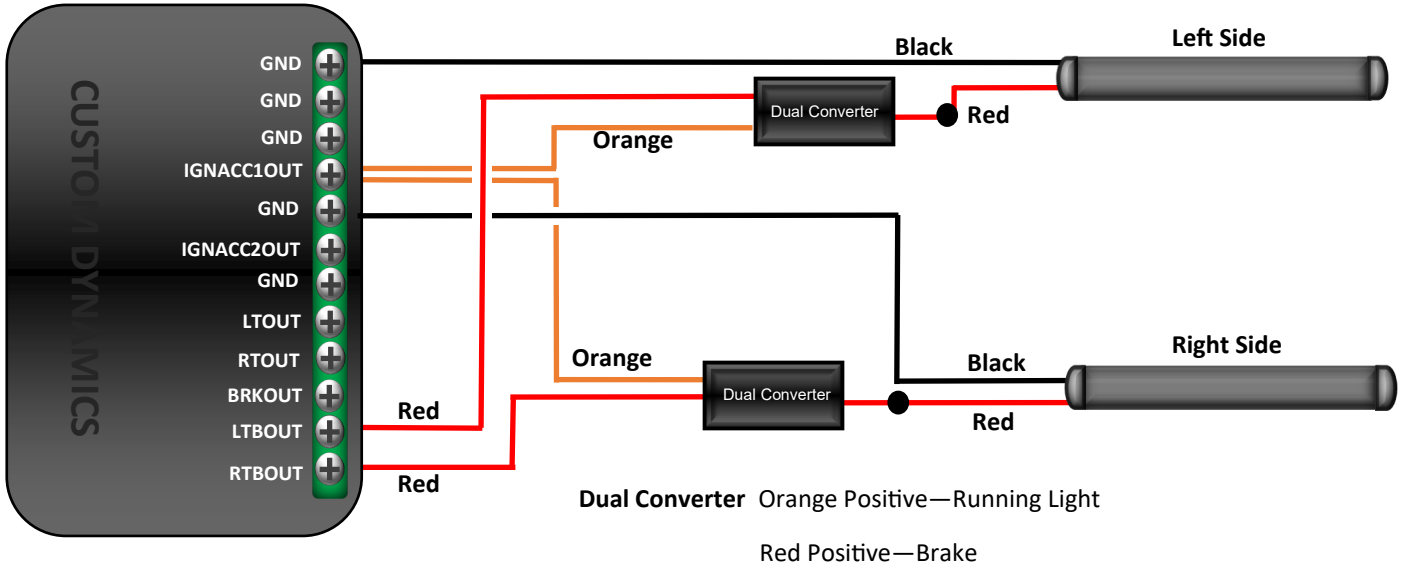 Left Side
Black
GND
CUSTOM DYNAMICS
GND
Dual Converter
Red
GND
Orange
IGNACC1OUT
GND
IGNACC2OUT
GND
LTOUT
RTOUT
Right Side
Orange
Black
BRKOUT
Dual Converter
Red
Red
LTBOUT
RTBOUT
Red
Dual Converter Orange Positive—Running Light
Red Positive—Brake